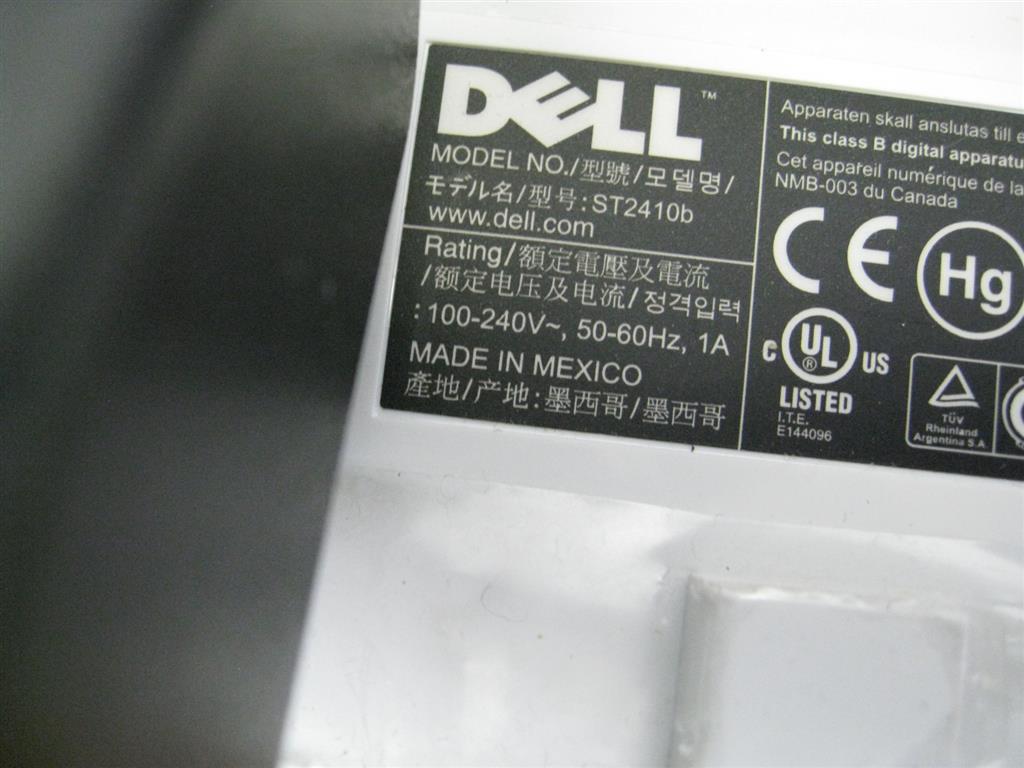 DELL™
MODEL NO./型號/모델명/
モデル名/型号:ST2410b
www.dell.com
Rating/額定電壓及電流
/额定电压及电流/정격입력
:100-240V~, 50-60Hz, 1A
MADE IN MEXICO
產地/产地:墨西哥/墨西哥
Apparaten skall anslutas till
This class B digital
Cet appareil numérique de la
NMB-003 du Canada
CE
Hg
C UL ® US
LISTED
I.T.E.
E144096
TÜV
Rheinland
Argentina S.A